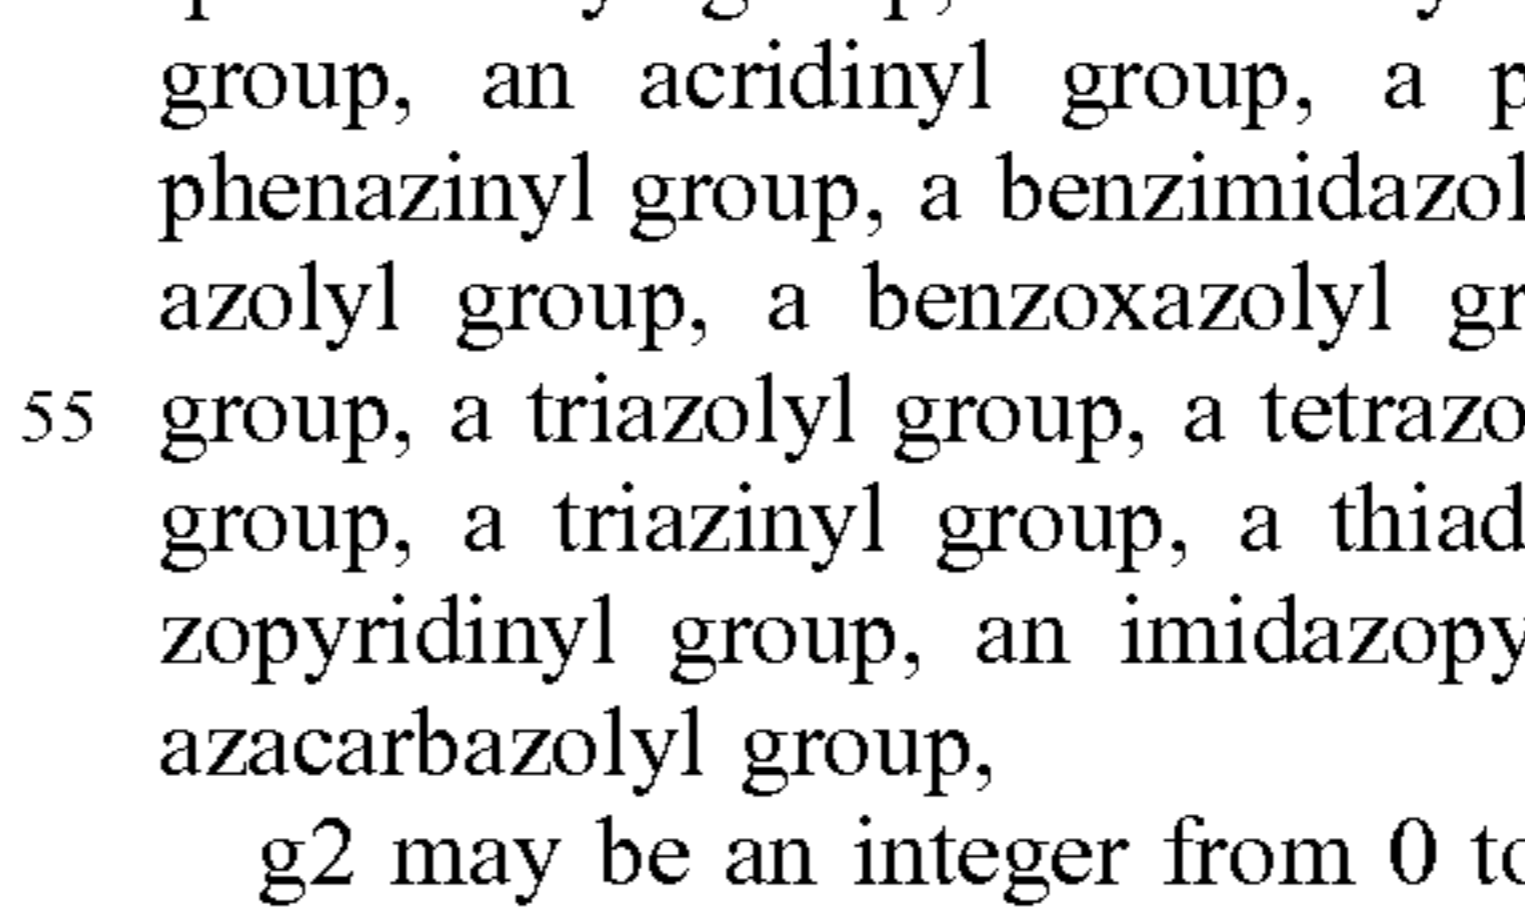 group, an acridinyl group, a
phenazinyl group, a benzimidazol
azolyl group, a benzoxazolyl gr
55 group, a triazolyl group, a tetrazo
group, a triazinyl group, a thiad
zopyridinyl group, an imidazopy
azacarbazolyl group,
g2 may be an integer from 0 to